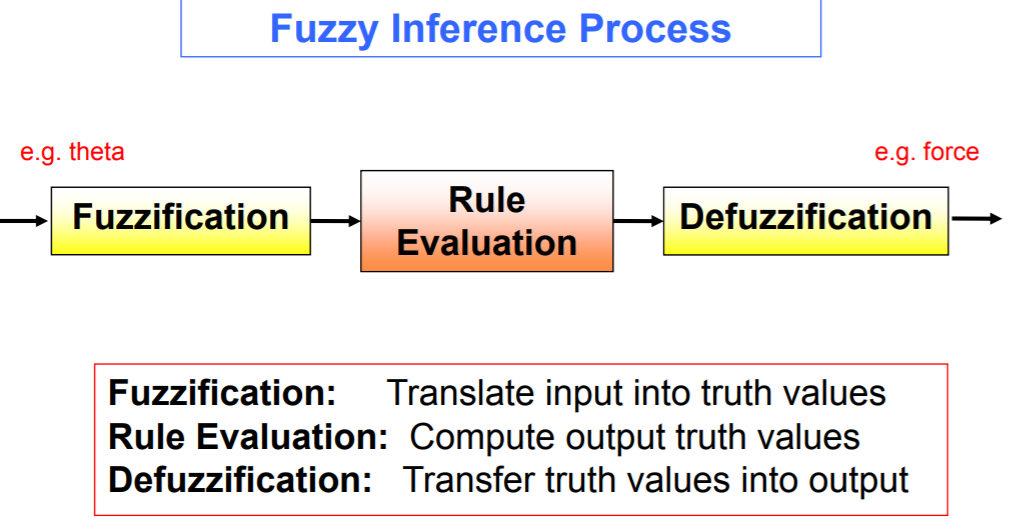 Fuzzy Inference Process
e.g. theta
e.g. force
Fuzzification
Rule
Evaluation
Defuzzification
Fuzzification: Translate input into truth values
Rule Evaluation: Compute output truth values
Defuzzification: Transfer truth values into output